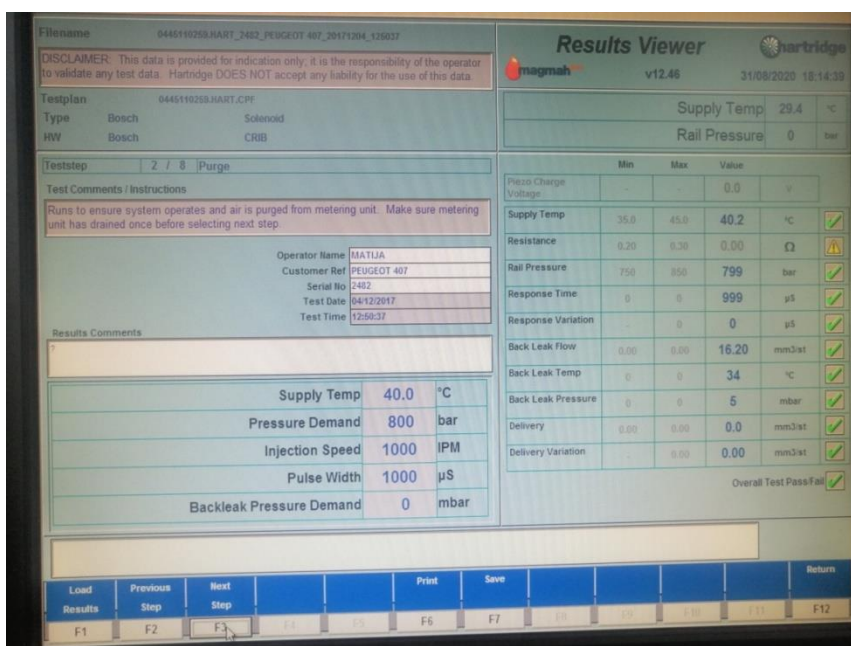 Filename 0445110259.HART_2482_PEUGEOT 407_20171204_125037
DISCLAIMER: This data is provided for indication only; it is the responsibility of the operator
to validate any test data. Hartridge DOES NOT accept any liability for the use of this data.
Results Viewer
hartridge
magmah
v12.46
31/08/2020 18:14:39
Testplan 0445110259.HART.CPF
Type Bosch Solenoid
HW Bosch CRIB
Supply Temp 29.4 °C
Rail Pressure 0 bar
Teststep 2 / 8 Purge
Test Comments / Instructions
Runs to ensure system operates and air is purged from metering unit. Make sure metering
unit has drained once before selecting next step.
Operator Name MATIJA
Customer Ref PEUGEOT 407
Serial No 2482
Test Date 04/12/2017
Test Time 12:50:37
Results Comments
?
Supply Temp 40.0 °C
Pressure Demand 800 bar
Injection Speed 1000 IPM
Pulse Width 1000 µS
Backleak Pressure Demand 0 mbar
Min Max Value
Piezo Charge
Voltage - - 0.0 V
Supply Temp 35.0 45.0 40.2 °C
Resistance 0.20 0.30 0.00 Ω
Rail Pressure 750 850 799 bar
Response Time 0 0 999 µS
Response Variation - 0 0 µS
Back Leak Flow 0.00 0.00 16.20 mm3/st
Back Leak Temp 0 0 34 °C
Back Leak Pressure 0 0 5 mbar
Delivery 0.00 0.00 0.0 mm3/st
Delivery Variation - 0.00 0.00 mm3/st
Overall Test Pass/Fail
Load Results F1
Previous Step F2
Next Step F3
F4
F5
Print F6
Save F7
F8
F9
F10
F11
Return F12